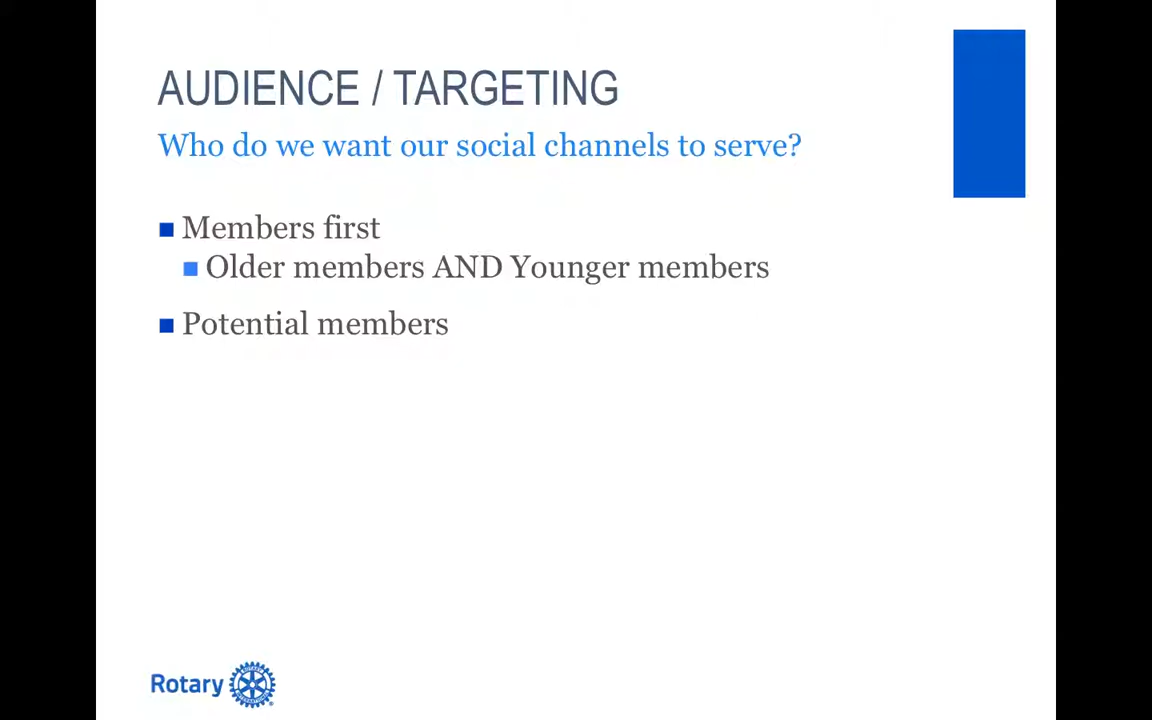 AUDIENCE / TARGETING
Who do we want our social channels to serve?
Members first
Older members AND Younger members
Potential members
Rotary